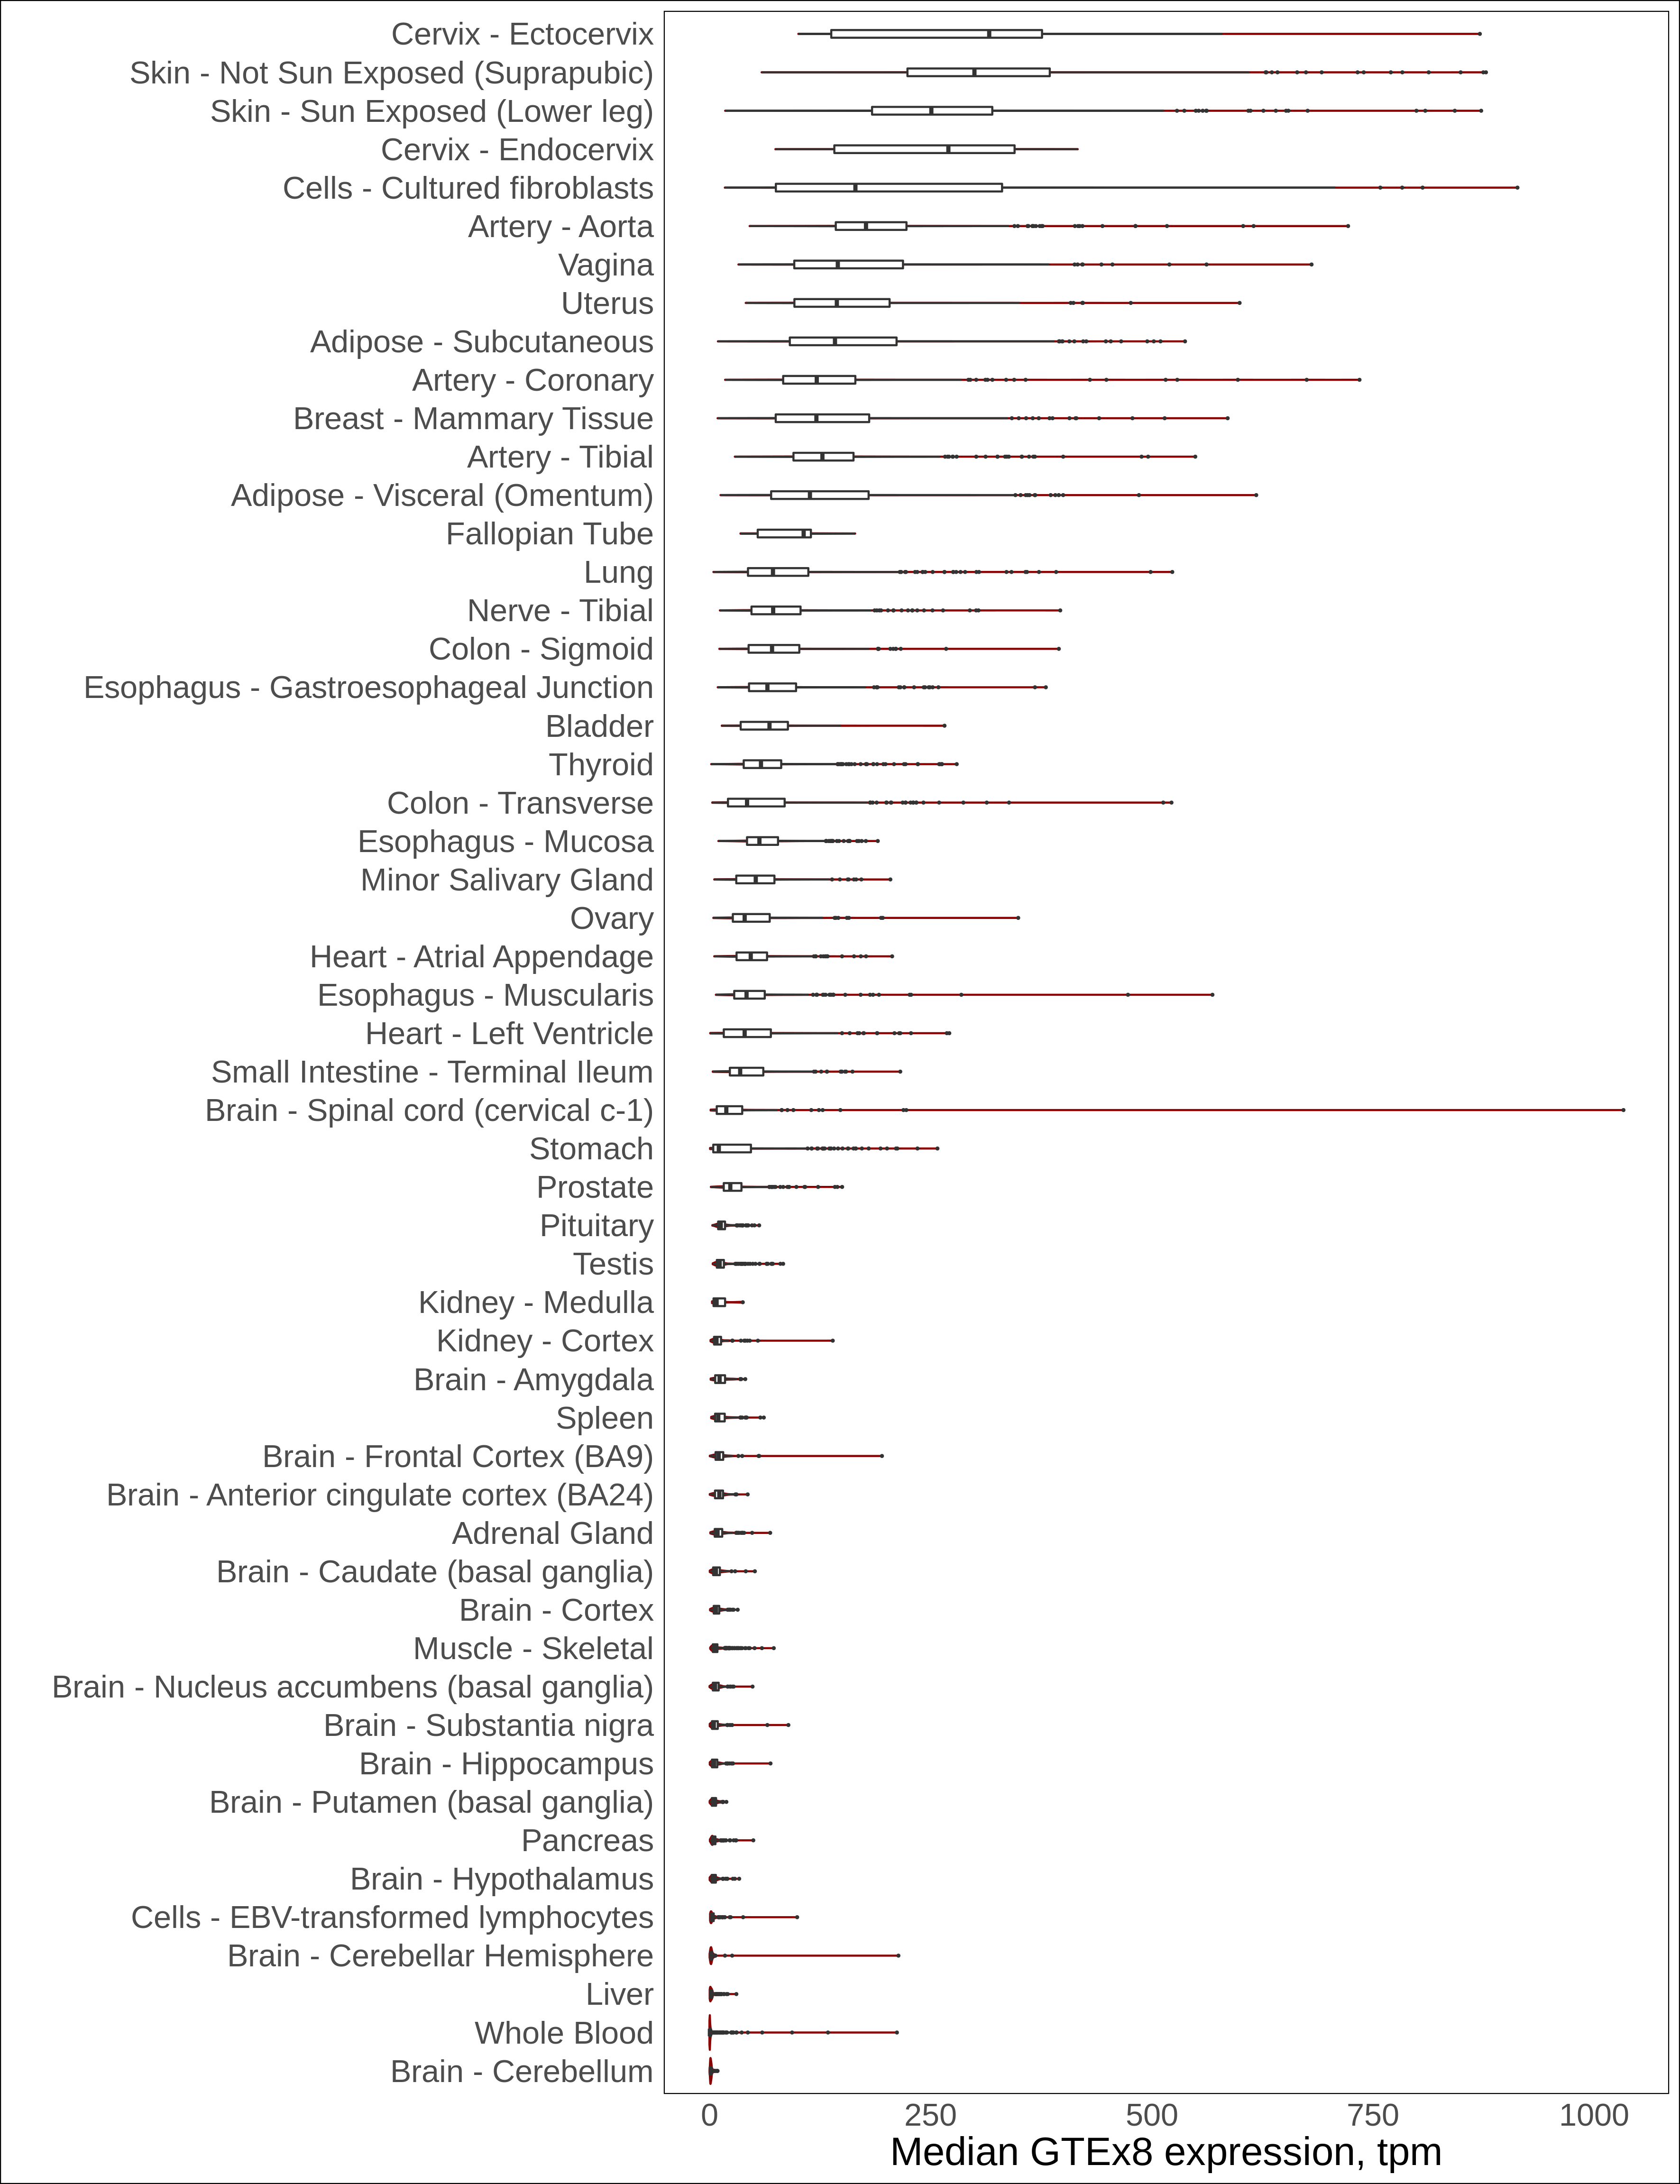 Cervix - Ectocervix
Skin - Not Sun Exposed (Suprapubic)
Skin - Sun Exposed (Lower leg)
Cervix - Endocervix
Cells - Cultured fibroblasts
Artery - Aorta
Vagina
Uterus
Adipose - Subcutaneous
Artery - Coronary
Breast - Mammary Tissue
Artery - Tibial
Adipose - Visceral (Omentum)
Fallopian Tube
Lung
Nerve - Tibial
Colon - Sigmoid
Esophagus - Gastroesophageal Junction
Bladder
Thyroid
Colon - Transverse
Esophagus - Mucosa
Minor Salivary Gland
Ovary
Heart - Atrial Appendage
Esophagus - Muscularis
Heart - Left Ventricle
Small Intestine - Terminal Ileum
Brain - Spinal cord (cervical c-1)
Stomach
Prostate
Pituitary
Testis
Kidney - Medulla
Kidney - Cortex
Brain - Amygdala
Spleen
Brain - Frontal Cortex (BA9)
Brain - Anterior cingulate cortex (BA24)
Adrenal Gland
Brain - Caudate (basal ganglia)
Brain - Cortex
Muscle - Skeletal
Brain - Nucleus accumbens (basal ganglia)
Brain - Substantia nigra
Brain - Hippocampus
Brain - Putamen (basal ganglia)
Pancreas
Brain - Hypothalamus
Cells - EBV-transformed lymphocytes
Brain - Cerebellar Hemisphere
Liver
Whole Blood
Brain - Cerebellum
0 250 500 750 1000
Median GTEx8 expression, tpm